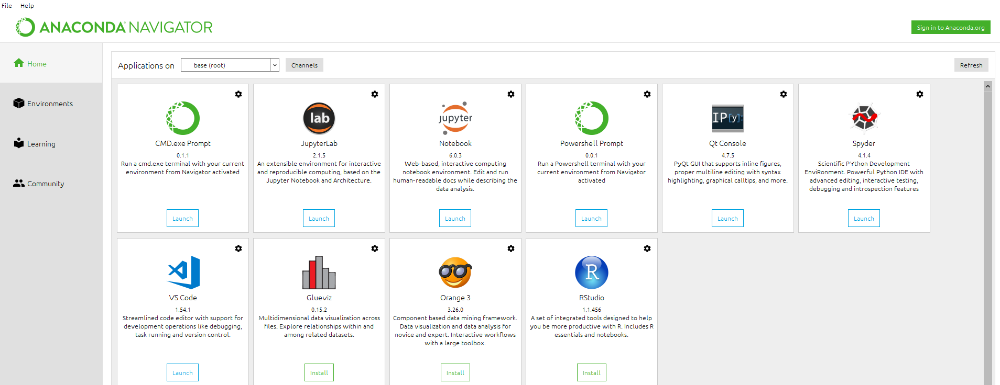 File Help
ANACONDA NAVIGATOR
Sign in to Anaconda.org
Home
Environments
Learning
Community
Applications on base (root) Channels Refresh
CMD.exe Prompt
0.1.1
Run a cmd.exe terminal with your current
environment from Navigator activated
Launch
lab
JupyterLab
2.1.5
An extensible environment for interactive
and reproducible computing, based on the
Jupyter Notebook and Architecture.
Launch
jupyter
Notebook
6.0.3
Web-based, interactive computing
notebook environment. Edit and run
human-readable docs while describing the
data analysis.
Launch
Powershell Prompt
0.0.1
Run a Powershell terminal with your
current environment from Navigator
activated
Launch
IP[y]:
Qt Console
4.7.5
PyQt GUI that supports inline figures,
proper multiline editing with syntax
highlighting, graphical calltips, and more.
Launch
Spyder
4.1.4
Scientific PYthon Development
EnviRonment. Powerful Python IDE with
advanced editing, interactive testing,
debugging and introspection features
Launch
VS Code
1.54.1
Streamlined code editor with support for
development operations like debugging,
task running and version control.
Launch
Glueviz
0.15.2
Multidimensional data visualization across
files. Explore relationships within and
among related datasets.
Install
Orange 3
3.26.0
Component based data mining framework.
Data visualization and data analysis for
novice and expert. Interactive workflows
with a large toolbox.
Install
R
RStudio
1.1.456
A set of integrated tools designed to help
you be more productive with R. Includes R
essentials and notebooks.
Install